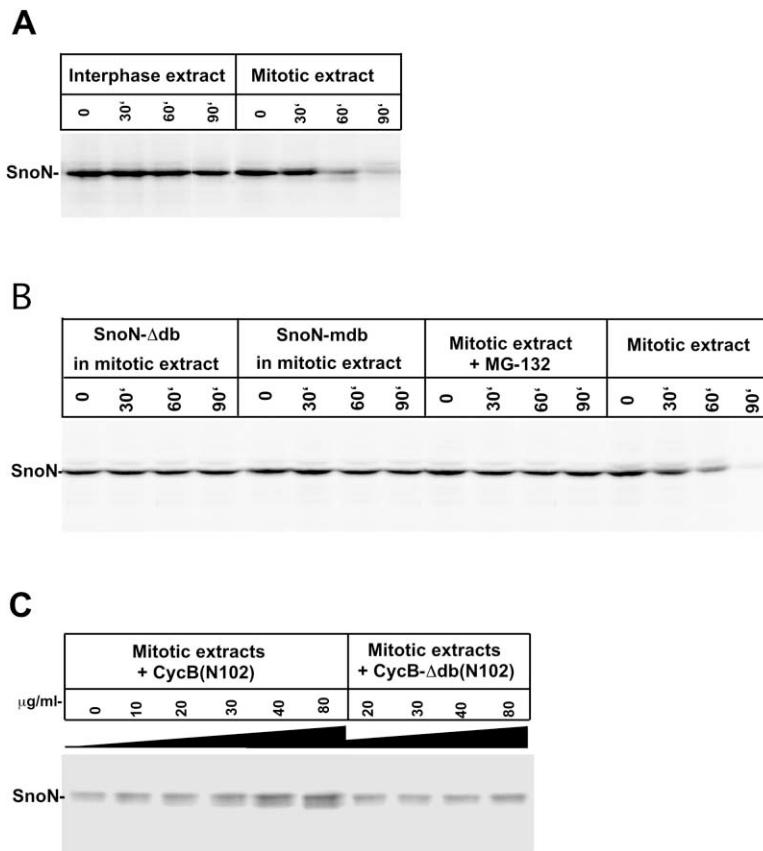 A
Interphase extract Mitotic extract
0 30‘ 60‘ 90‘ 0 30‘ 60‘ 90‘
SnoN-
B
SnoN-Δdb in mitotic extract SnoN-mdb in mitotic extract Mitotic extract + MG-132 Mitotic extract
0 30‘ 60‘ 90‘ 0 30‘ 60‘ 90‘ 0 30‘ 60‘ 90‘ 0 30‘ 60‘ 90‘
SnoN-
C
Mitotic extracts + CycB(N102) Mitotic extracts + CycB-Δdb(N102)
μg/ml- 0 10 20 30 40 80 20 30 40 80
SnoN-